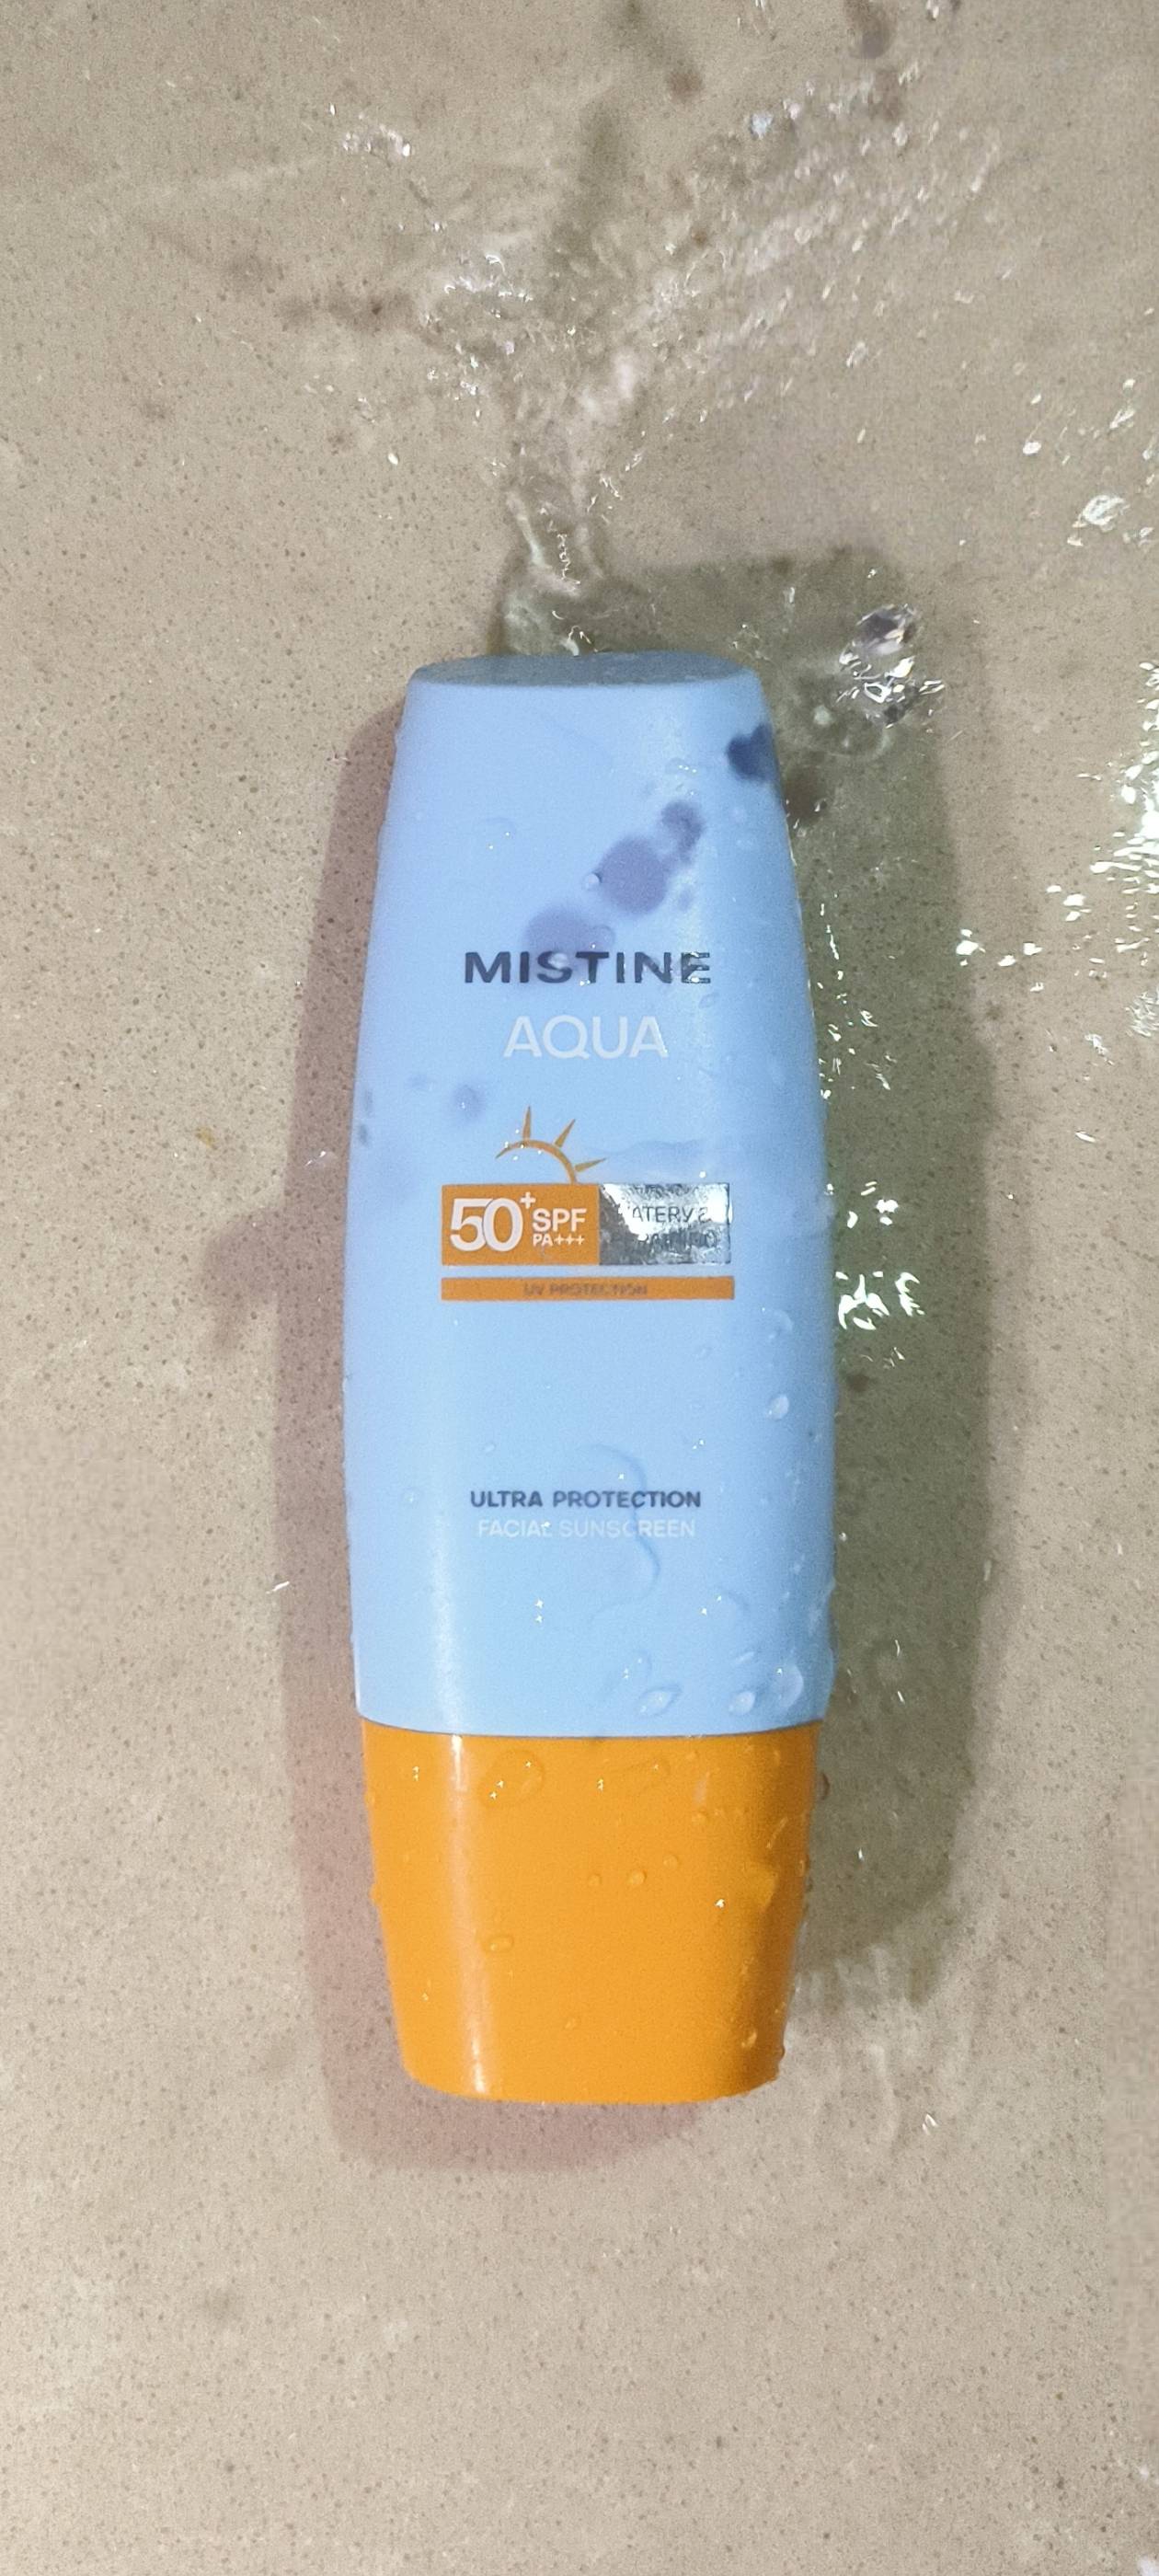 MISTINE
AQUA
50+ SPF
PA+++
UV PROTECTION
ULTRA PROTECTION
FACIAL SUNSCREEN